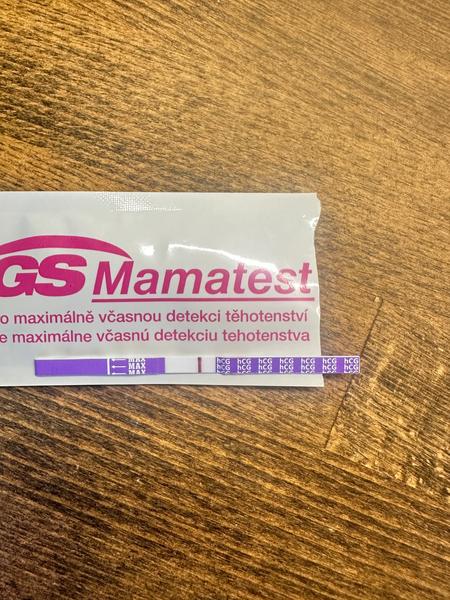 GS Mamatest
o maximálně včasnou detekci těhotenství
e maximálne včasnú detekciu tehotenstva
MAX hCG hCG hCG hCG hCG hCG hCG
MAX hCG hCG hCG hCG hCG hCG hCG
MAX